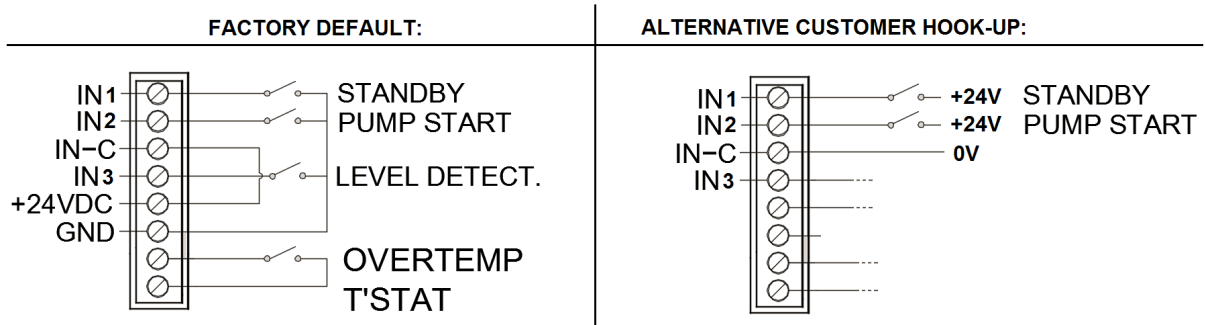 FACTORY DEFAULT:
IN1 STANDBY
IN2 PUMP START
IN-C
IN3 LEVEL DETECT.
+24VDC
GND
OVERTEMP
T'STAT
ALTERNATIVE CUSTOMER HOOK-UP:
IN1 +24V STANDBY
IN2 +24V PUMP START
IN-C 0V
IN3